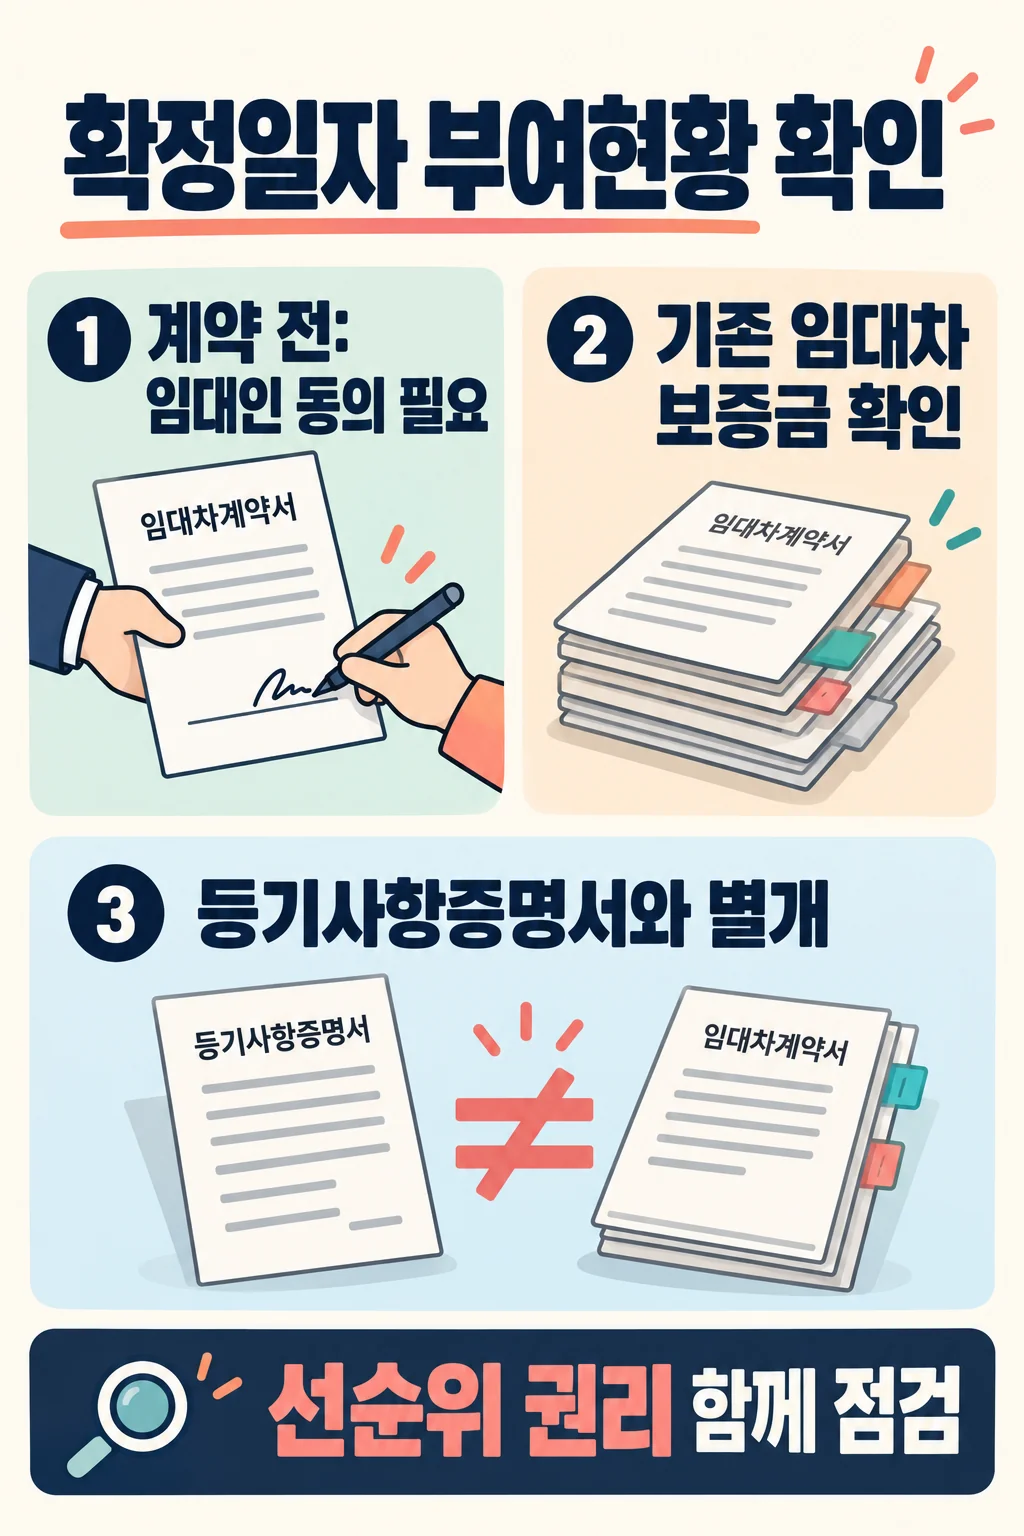 확정일자 부여현황 확인
1 계약 전:
임대인 동의 필요
임대차계약서
2 기존 임대차
보증금 확인
임대차계약서
3 등기사항증명서와 별개
등기사항증명서
≠
임대차계약서
선순위 권리 함께 점검